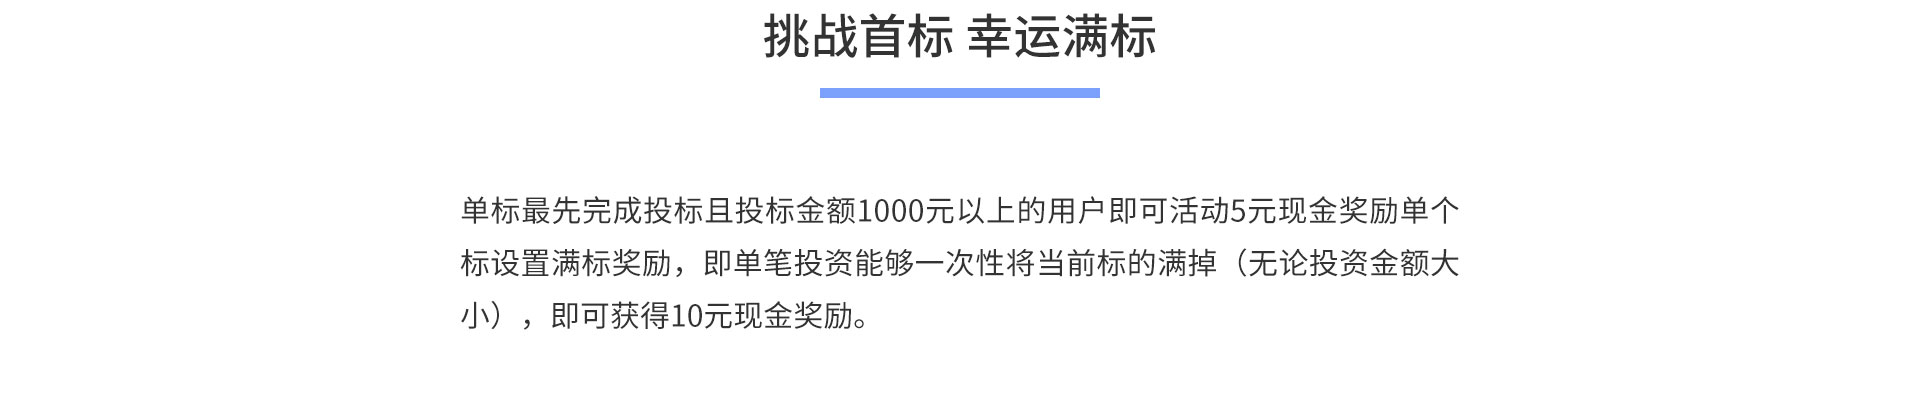 挑战首标 幸运满标
单标最先完成投标且投标金额1000元以上的用户即可活动5元现金奖励单个
标设置满标奖励，即单笔投资能够一次性将当前标的满掉（无论投资金额大
小），即可获得10元现金奖励。